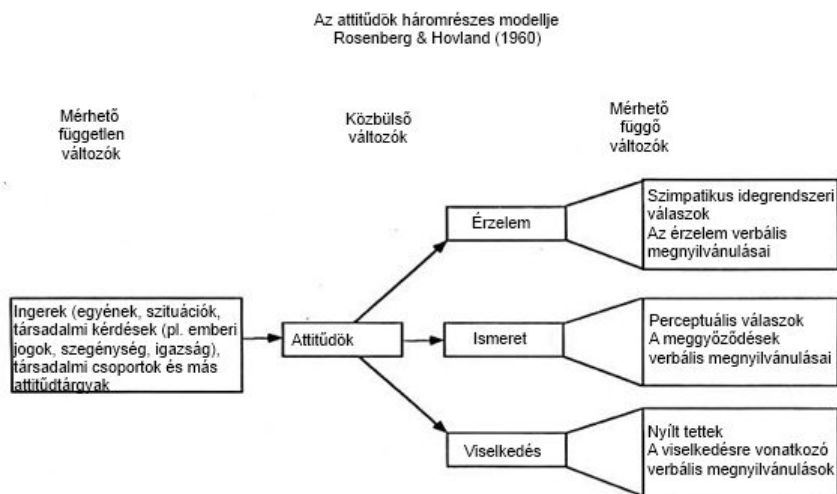 Az attitűdök háromrészes modellje
Rosenberg & Hovland (1960)
Mérhető
független
változók
Közbülső
változók
Mérhető
függő
változók
Ingerek (egyének, szituációk,
társadalmi kérdések (pl. emberi
jogok, szegénység, igazság),
társadalmi csoportok és más
attitűdtárgyak
Attitűdök
Érzelem
Szimpatikus idegrendszeri
válaszok
Az érzelem verbális
megnyilvánulásai
Ismeret
Perceptuális válaszok
A meggyőződések
verbális megnyilvánulásai
Viselkedés
Nyílt tettek
A viselkedésre vonatkozó
verbális megnyilvánulások